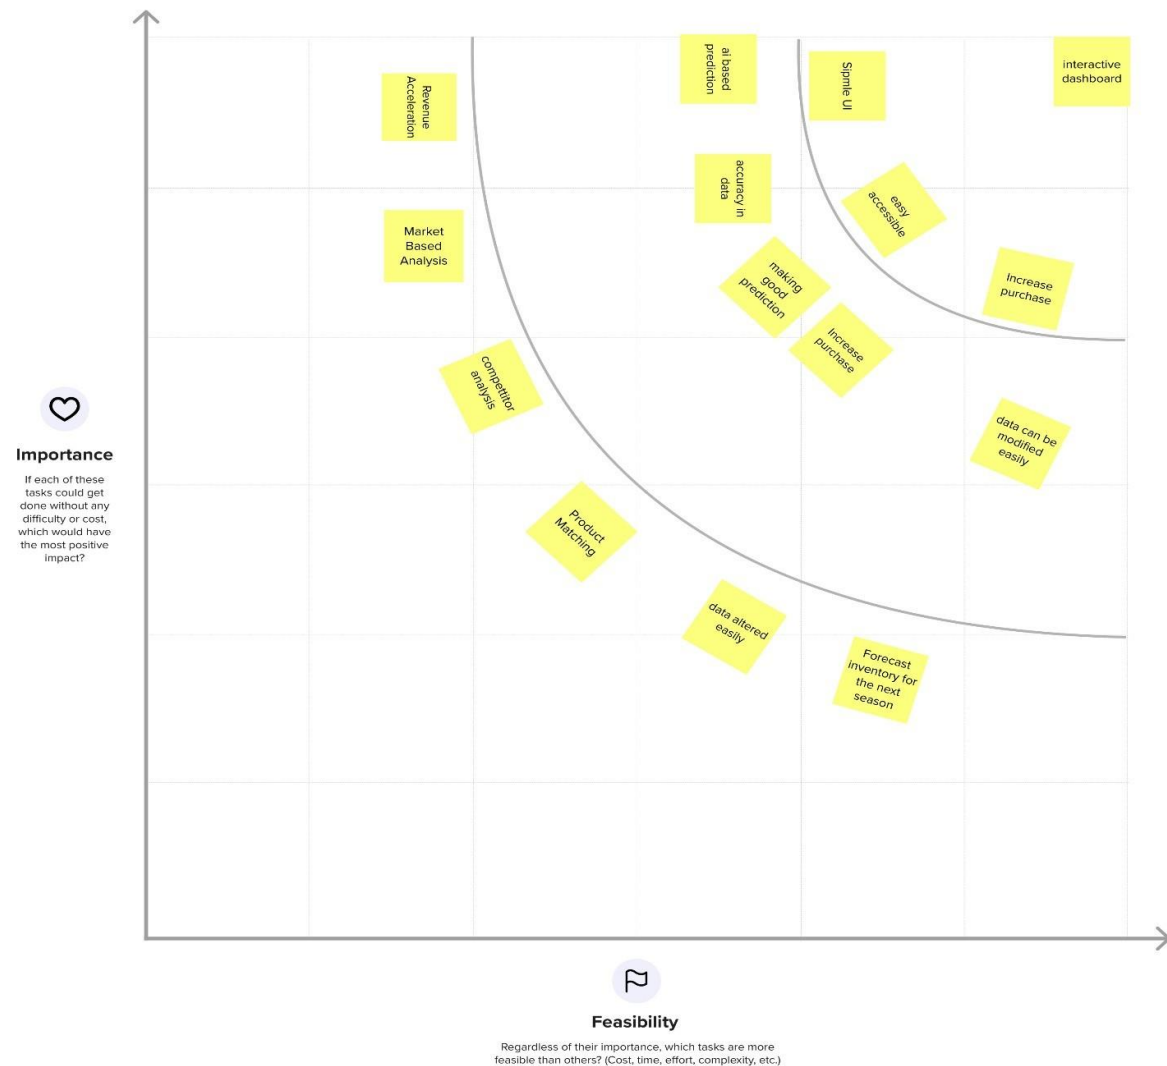 ai based
prediction
Sipmle UI
interactive
dashboard
Revenue
Acceleration
accuracy in
data
easy
accessible
Market
Based
Analysis
making
good
prediction
Increase
purchase
Increase
purchase
competitor
analysis
data can be
modified
easily
Importance
If each of these
tasks could get
done without any
difficulty or cost,
which would have
the most positive
impact?
Product
Matching
data altered
easily
Forecast
inventory for
the next
season
Feasibility
Regardless of their importance, which tasks are more
feasible than others? (Cost, time, effort, complexity, etc.)